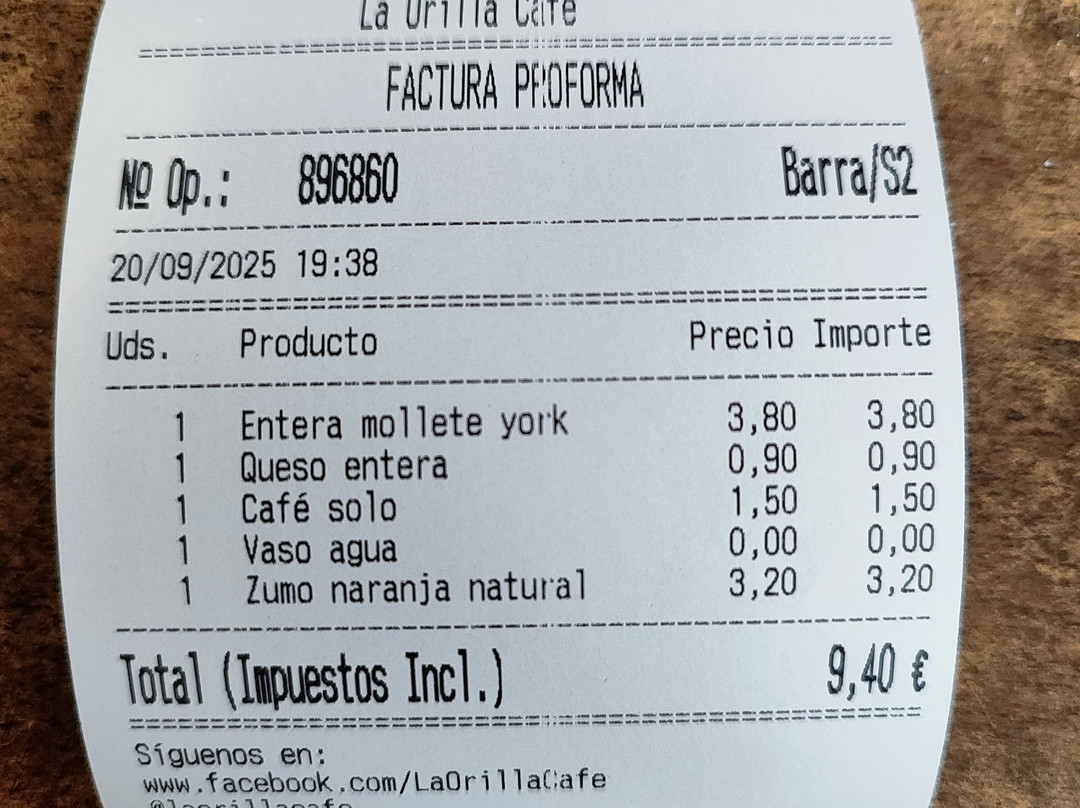 La Orilla Café
FACTURA PROFORMA
Nº Op.: 896860 Barra/S2
20/09/2025 19:38
Uds. Producto Precio Importe
1 Entera mollete york 3,80 3,80
1 Queso entera 0,90 0,90
1 Café solo 1,50 1,50
1 Vaso agua 0,00 0,00
1 Zumo naranja natural 3,20 3,20
Total (Impuestos Incl.) 9,40 €
Síguenos en:
www.facebook.com/LaOrillaCafe
@laorillacafe